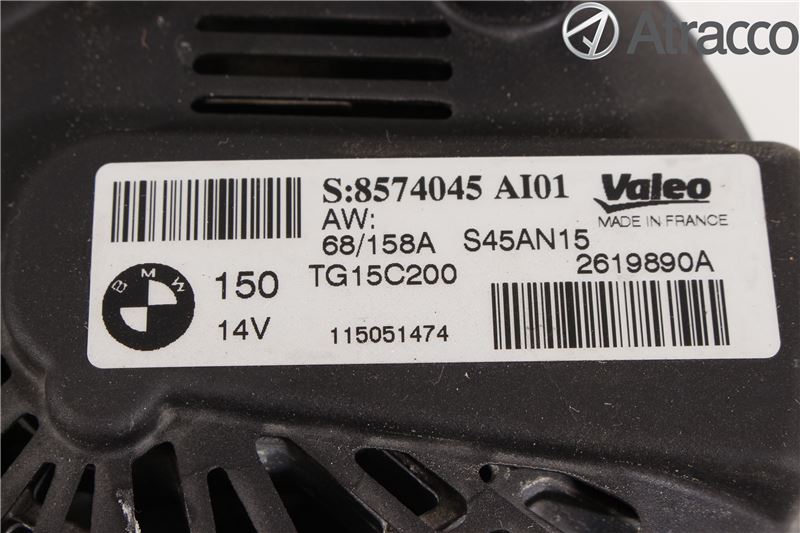 Atracco
S:8574045 AI01
Valeo
AW:
MADE IN FRANCE
68/158A S45AN15
BMW
150
TG15C200
2619890A
14V
115051474